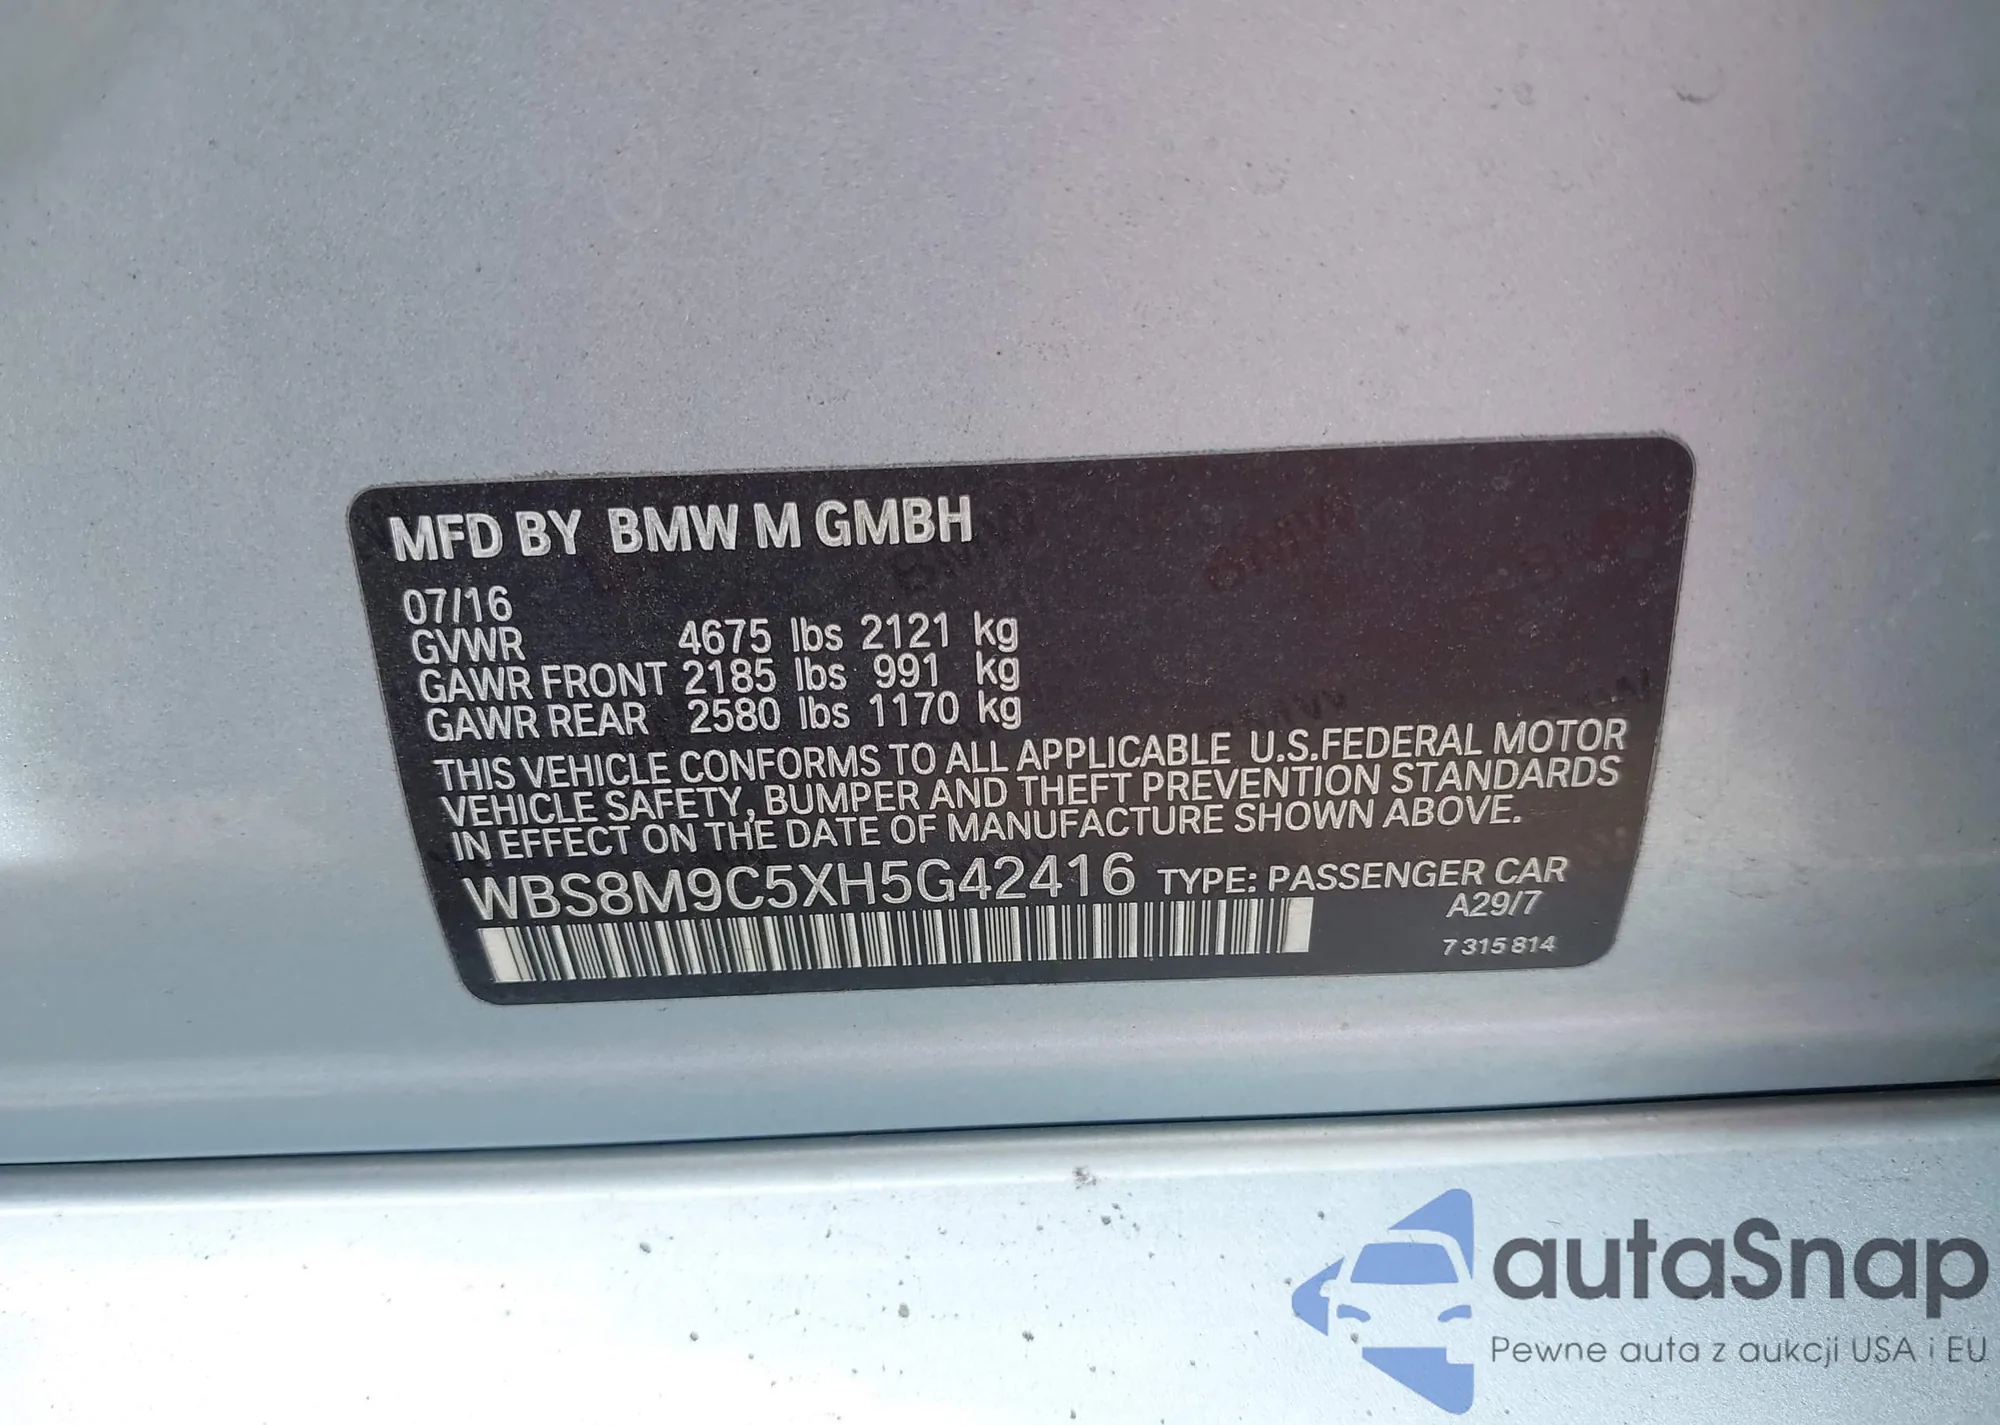 MFD BY BMW M GMBH
07/16
GVWR 4675 lbs 2121 kg
GAWR FRONT 2185 lbs 991 kg
GAWR REAR 2580 lbs 1170 kg
THIS VEHICLE CONFORMS TO ALL APPLICABLE U.S.FEDERAL MOTOR
VEHICLE SAFETY, BUMPER AND THEFT PREVENTION STANDARDS
IN EFFECT ON THE DATE OF MANUFACTURE SHOWN ABOVE.
WBS8M9C5XH5G42416 TYPE: PASSENGER CAR
A29/7
7 315 814
autaSnap
Pewne auta z aukcji USA i EU